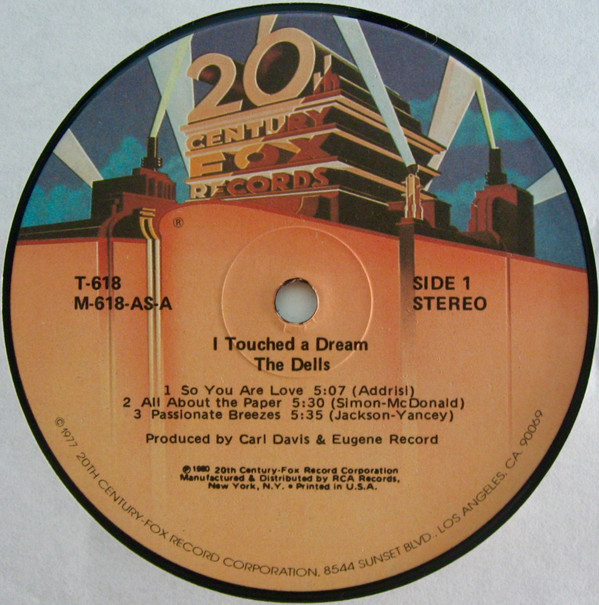 20th
CENTURY
FOX
RECORDS
®
T-618
M-618-AS-A
SIDE 1
STEREO
I Touched a Dream
The Dells
1 So You Are Love 5:07 (Addrisi)
2 All About the Paper 5:30 (Simon-McDonald)
3 Passionate Breezes 5:35 (Jackson-Yancey)
Produced by Carl Davis & Eugene Record
℗ 1980 20th Century-Fox Record Corporation
Manufactured & Distributed by RCA Records,
New York, N.Y. • Printed in U.S.A.
© 1977 20TH CENTURY-FOX RECORD CORPORATION, 8544 SUNSET BLVD., LOS ANGELES, CA. 90069